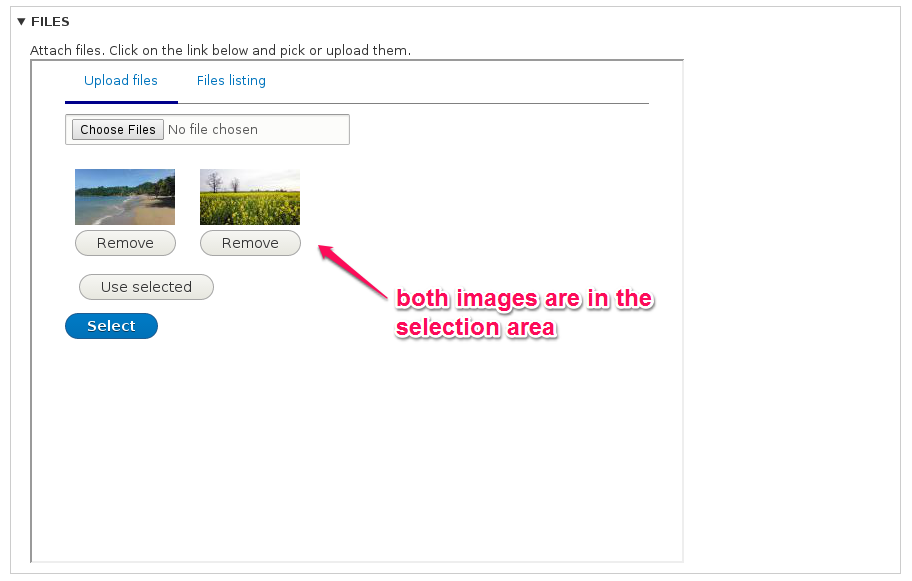 FILES
Attach files. Click on the link below and pick or upload them.
Upload files Files listing
Choose Files No file chosen
Remove Remove
Use selected
both images are in the
selection area
Select